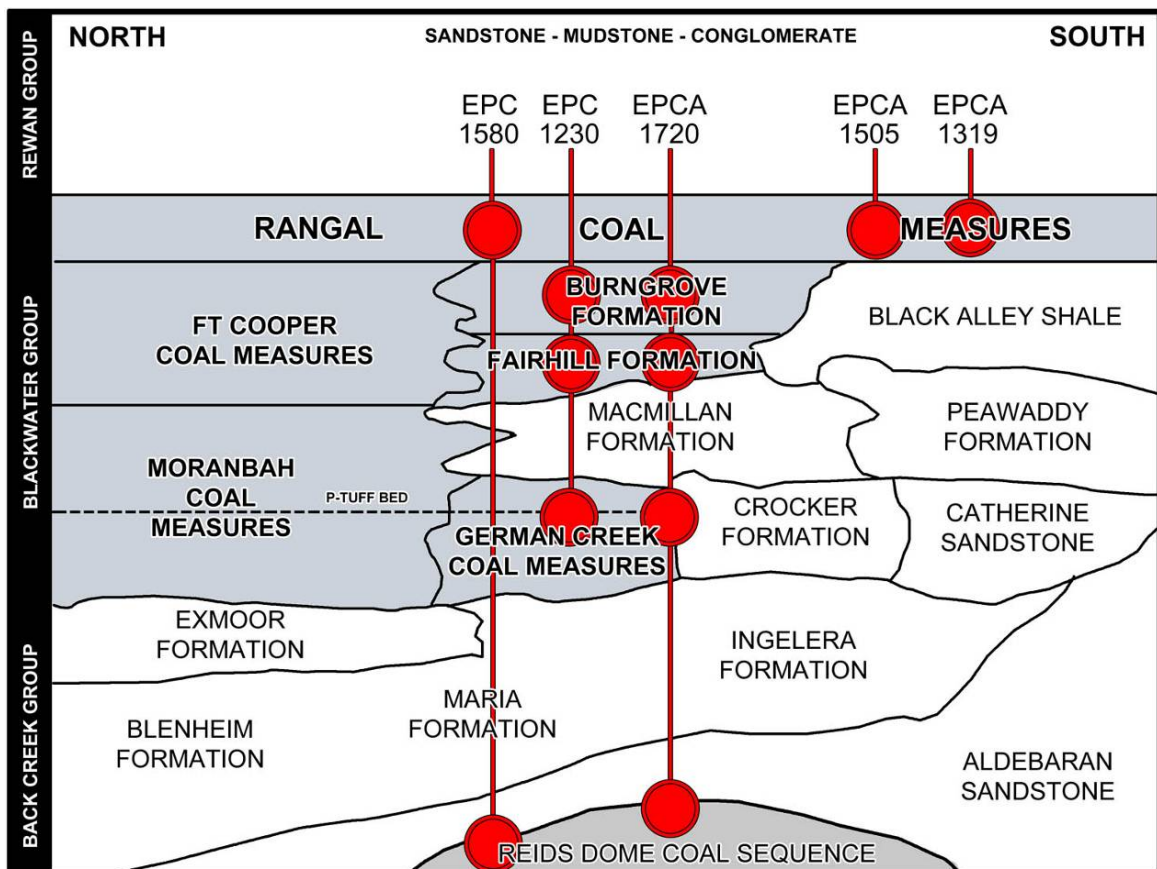 NORTH
SANDSTONE - MUDSTONE - CONGLOMERATE
SOUTH
REWAN GROUP
EPC
1580
EPC
1230
EPCA
1720
EPCA
1505
EPCA
1319
RANGAL COAL MEASURES
BLACKWATER GROUP
FT COOPER
COAL MEASURES
BURNGROVE
FORMATION
BLACK ALLEY SHALE
FAIRHILL FORMATION
MACMILLAN
FORMATION
PEAWADDY
FORMATION
MORANBAH
COAL
MEASURES
P-TUFF BED
GERMAN CREEK
COAL MEASURES
CROCKER
FORMATION
CATHERINE
SANDSTONE
BACK CREEK GROUP
EXMOOR
FORMATION
INGELERA
FORMATION
MARIA
FORMATION
BLENHEIM
FORMATION
ALDEBARAN
SANDSTONE
REIDS DOME COAL SEQUENCE